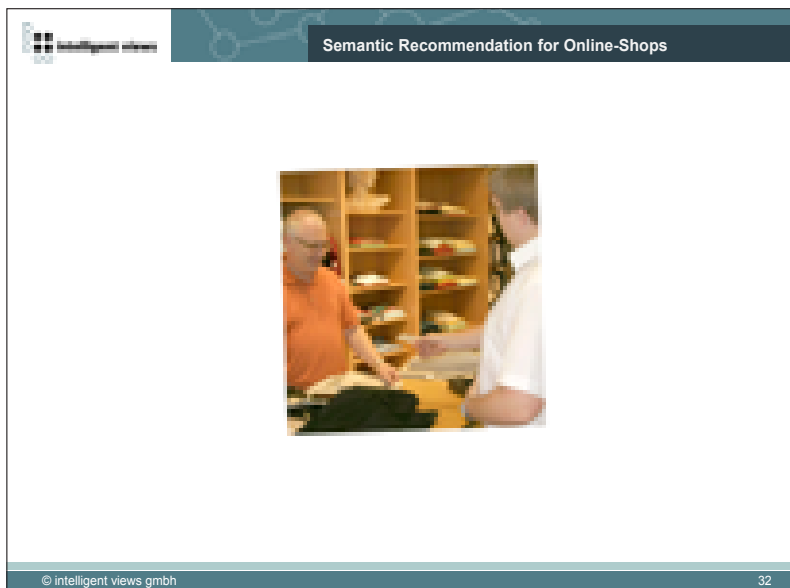 intelligent views
Semantic Recommendation for Online-Shops
© intelligent views gmbh
32